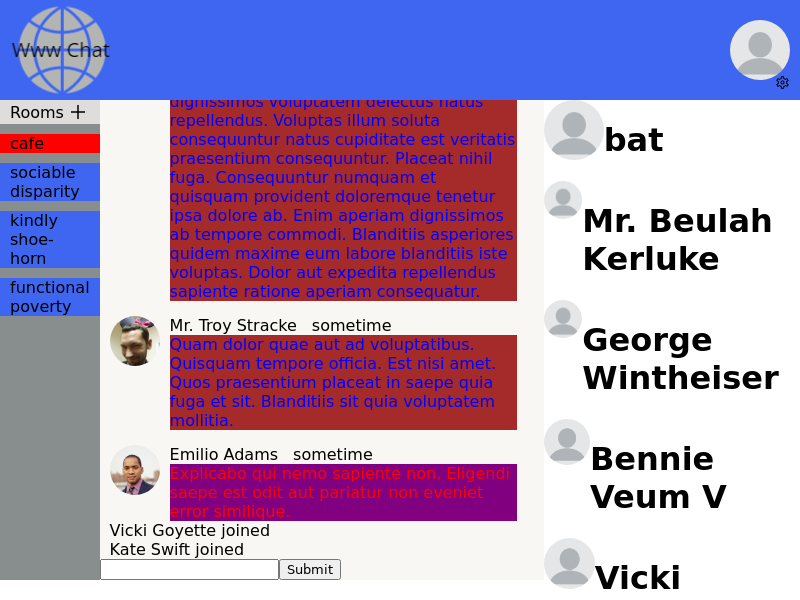 Www Chat
Rooms +
cafe
sociable
disparity
kindly
shoe-
horn
functional
poverty
dignissimos voluptatem delectus natus
repellendus. Voluptas illum soluta
consequuntur natus cupiditate est veritatis
praesentium consequuntur. Placeat nihil
fuga. Consequuntur numquam et
quisquam provident doloremque tenetur
ipsa dolore ab. Enim aperiam dignissimos
ab tempore commodi. Blanditiis asperiores
quidem maxime eum labore blanditiis iste
voluptas. Dolor aut expedita repellendus
sapiente ratione aperiam consequatur.
Mr. Troy Stracke sometime
Quam dolor quae aut ad voluptatibus.
Quisquam tempore officia. Est nisi amet.
Quos praesentium placeat in saepe quia
fuga et sit. Blanditiis sit quia voluptatem
mollitia.
Emilio Adams sometime
Explicabo qui nemo sapiente non. Eligendi
saepe est odit aut pariatur non eveniet
error similique.
Vicki Goyette joined
Kate Swift joined
Submit
bat
Mr. Beulah
Kerluke
George
Wintheiser
Bennie
Veum V
Vicki